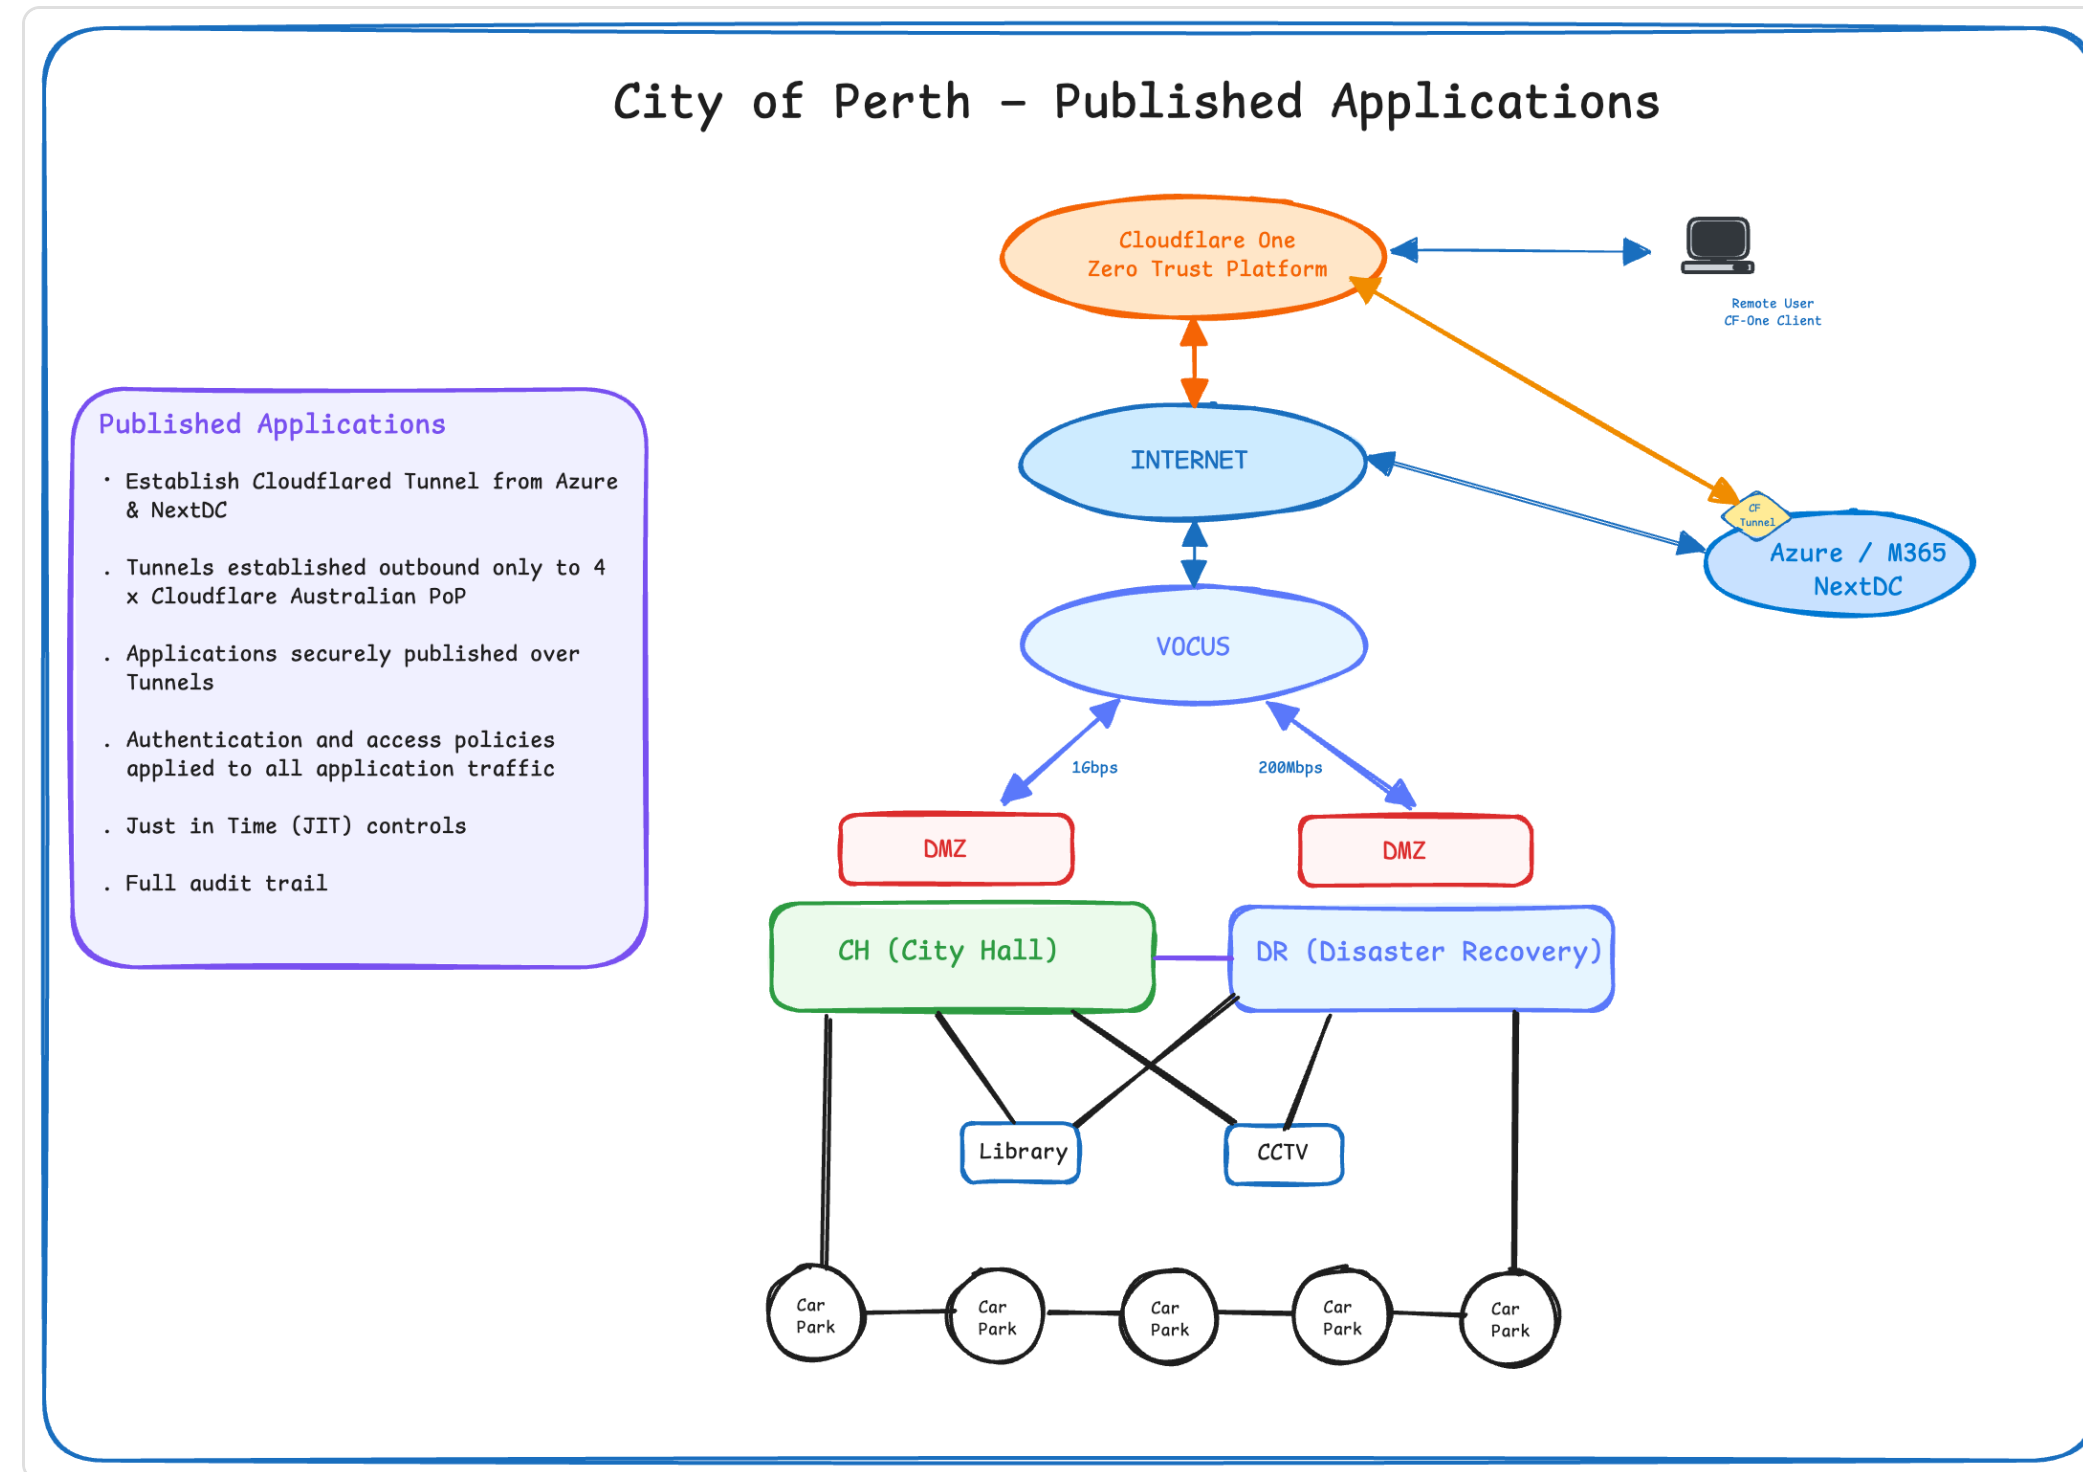 City of Perth – Published Applications
Cloudflare One
Zero Trust Platform
Remote User
CF-One Client
Published Applications
· Establish Cloudflared Tunnel from Azure
& NextDC
. Tunnels established outbound only to 4
x Cloudflare Australian PoP
. Applications securely published over
Tunnels
. Authentication and access policies
applied to all application traffic
. Just in Time (JIT) controls
. Full audit trail
INTERNET
CF
Tunnel
Azure / M365
NextDC
VOCUS
1Gbps
200Mbps
DMZ
DMZ
CH (City Hall)
DR (Disaster Recovery)
Library
CCTV
Car
Park
Car
Park
Car
Park
Car
Park
Car
Park